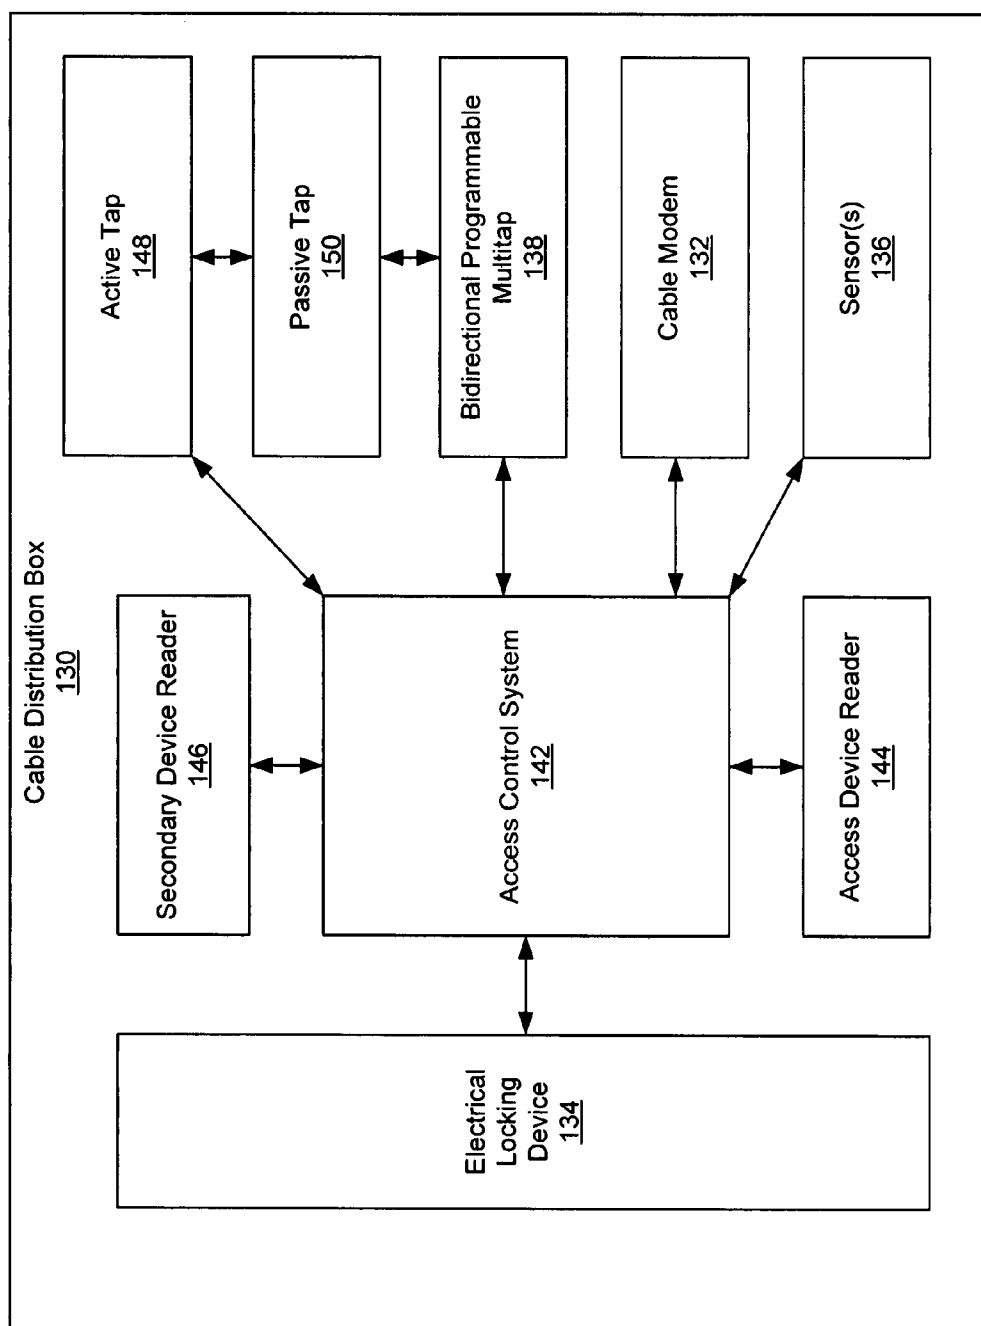 Cable Distribution Box
130
Electrical
Locking
Device
134
Secondary Device Reader
146
Access Control System
142
Access Device Reader
144
Active Tap
148
Passive Tap
150
Bidirectional Programmable
Multitap
138
Cable Modem
132
Sensor(s)
136